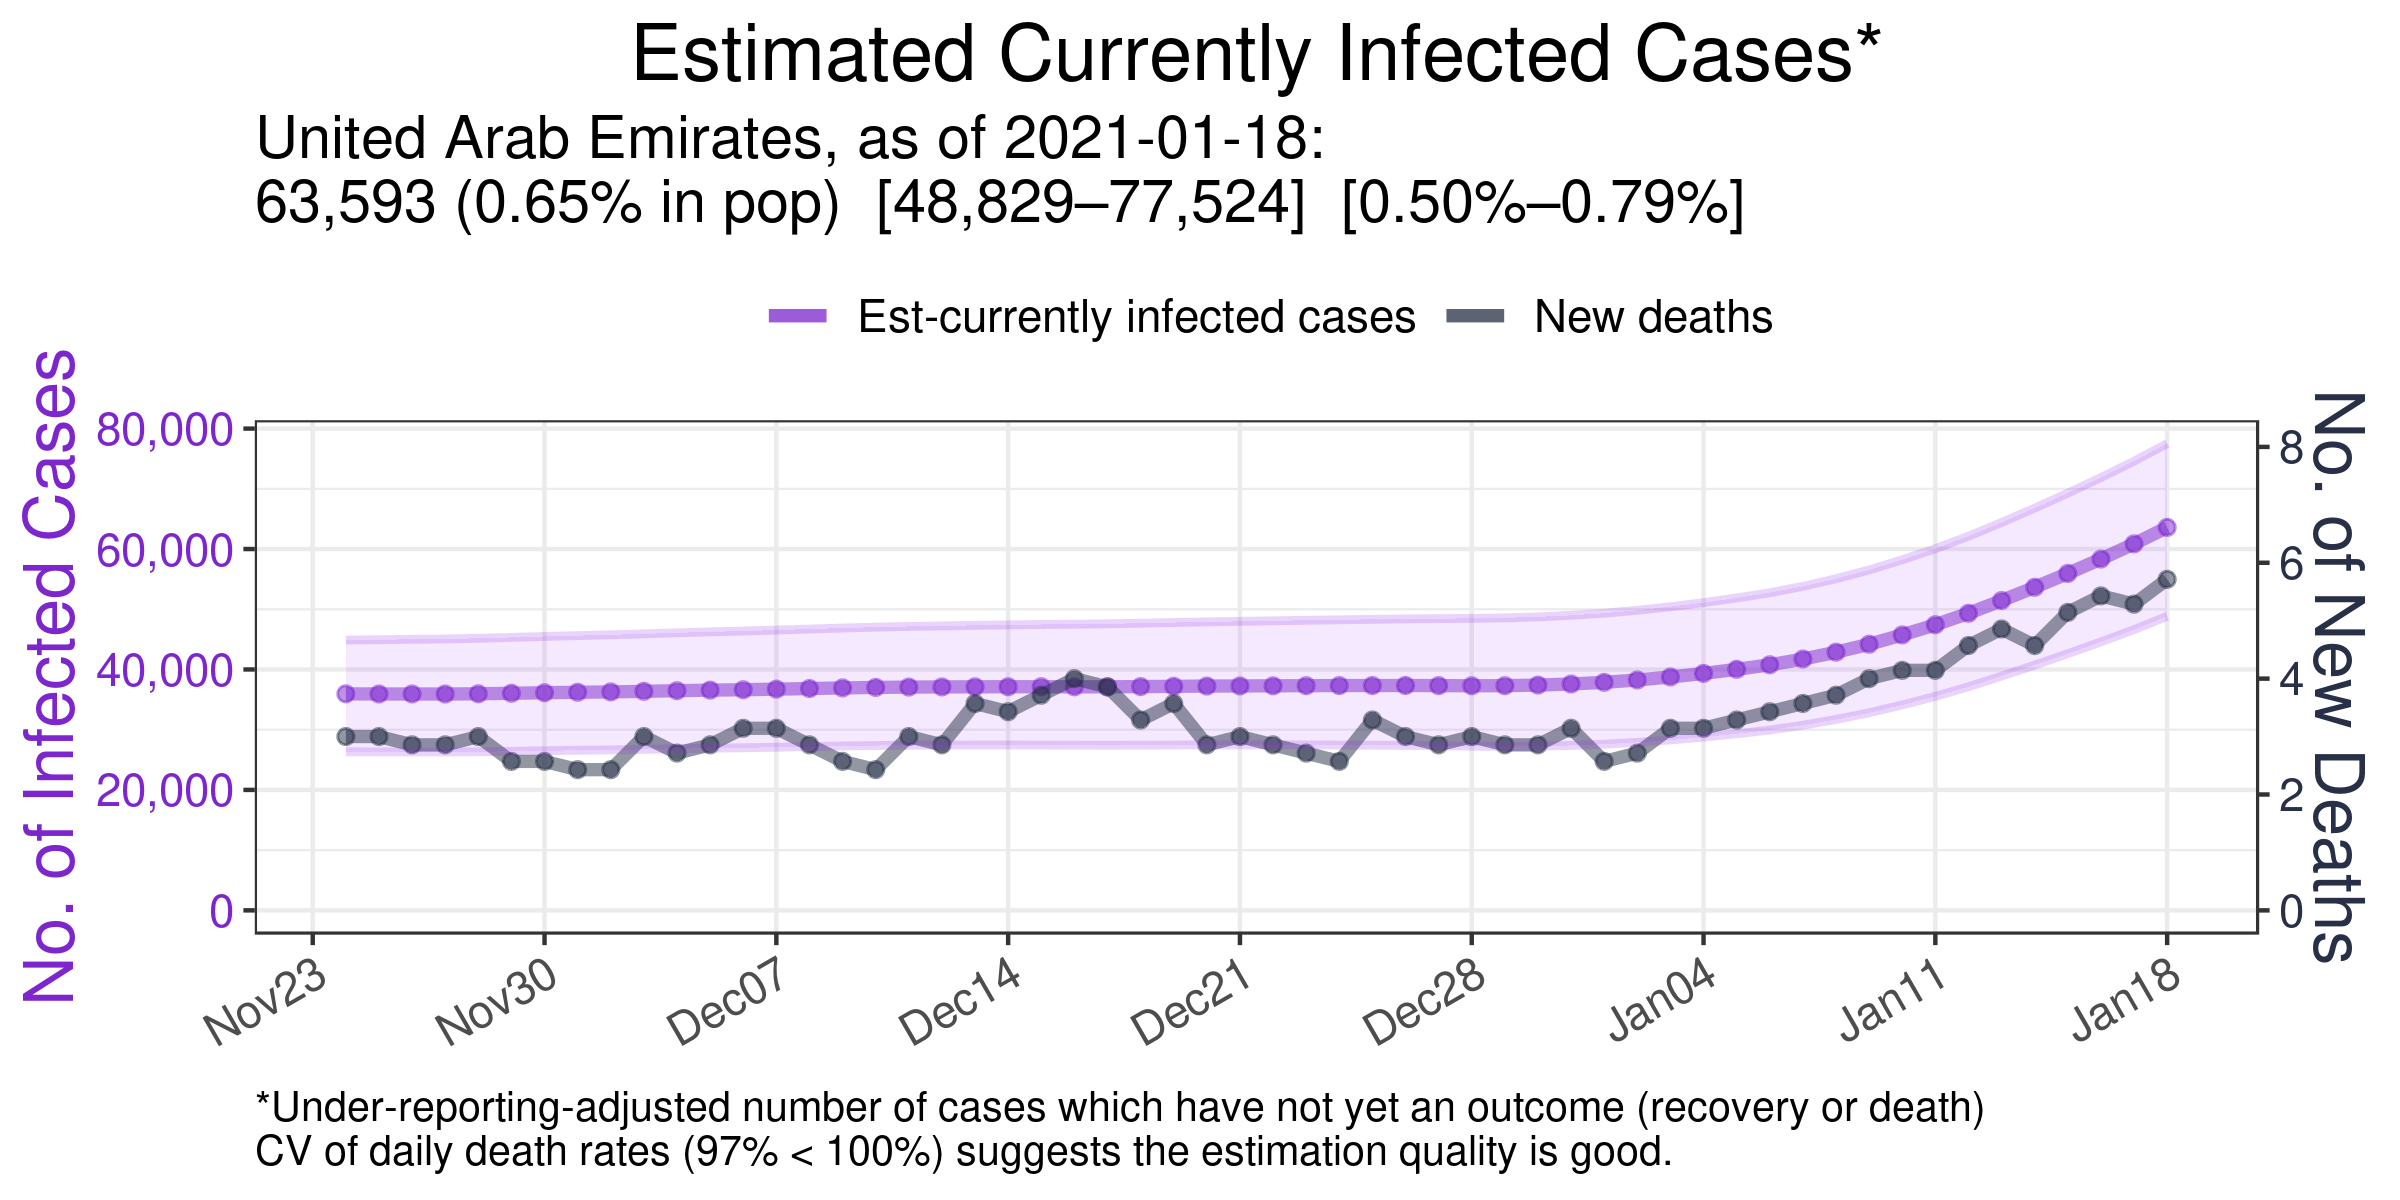 Estimated Currently Infected Cases*
United Arab Emirates, as of 2021-01-18:
63,593 (0.65% in pop)  [48,829–77,524]  [0.50%–0.79%]
Est-currently infected cases
New deaths
No. of Infected Cases
80,000
60,000
40,000
20,000
0
8
6
4
2
0
No. of New Deaths
Nov23
Nov30
Dec07
Dec14
Dec21
Dec28
Jan04
Jan11
Jan18
*Under-reporting-adjusted number of cases which have not yet an outcome (recovery or death)
CV of daily death rates (97% < 100%) suggests the estimation quality is good.